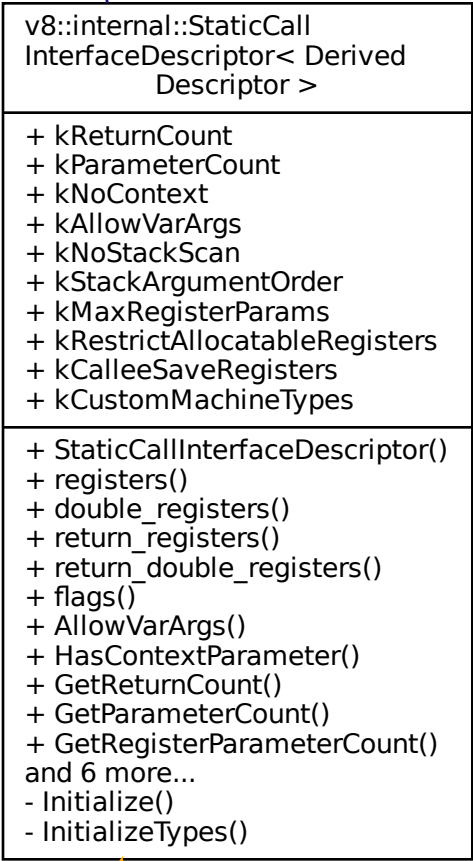 v8::internal::StaticCall
InterfaceDescriptor< Derived
Descriptor >
+ kReturnCount
+ kParameterCount
+ kNoContext
+ kAllowVarArgs
+ kNoStackScan
+ kStackArgumentOrder
+ kMaxRegisterParams
+ kRestrictAllocatableRegisters
+ kCalleeSaveRegisters
+ kCustomMachineTypes
+ StaticCallInterfaceDescriptor()
+ registers()
+ double_registers()
+ return_registers()
+ return_double_registers()
+ flags()
+ AllowVarArgs()
+ HasContextParameter()
+ GetReturnCount()
+ GetParameterCount()
+ GetRegisterParameterCount()
and 6 more...
- Initialize()
- InitializeTypes()